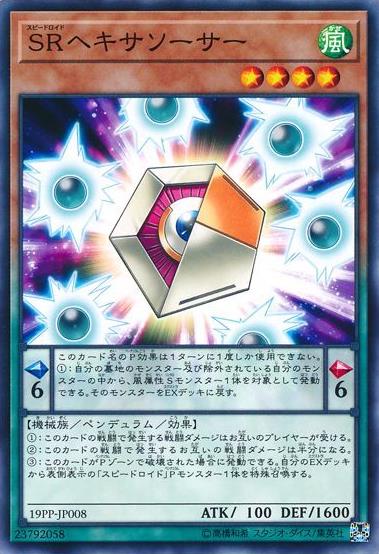 スピードロイド
SRヘキサソーサー
風
このカード名のP効果は1ターンに1度しか使用できない。
①：自分の墓地のモンスター及び除外されている自分のモン
スターの中から、風属性Sモンスター1体を対象として発動
できる。そのモンスターをEXデッキに戻す。
6
6
【機械族／ペンデュラム／効果】
①：このカードの戦闘で発生する戦闘ダメージはお互いのプレイヤーが受ける。
②：このカードの戦闘で発生するお互いの戦闘ダメージは半分になる。
③：このカードがPゾーンで破壊された場合に発動できる。自分のEXデッ
キから表側表示の「スピードロイド」Pモンスター1体を特殊召喚する。
19PP-JP008
ATK/ 100 DEF/1600
23792058
©高橋和希 スタジオ・ダイス/集英社